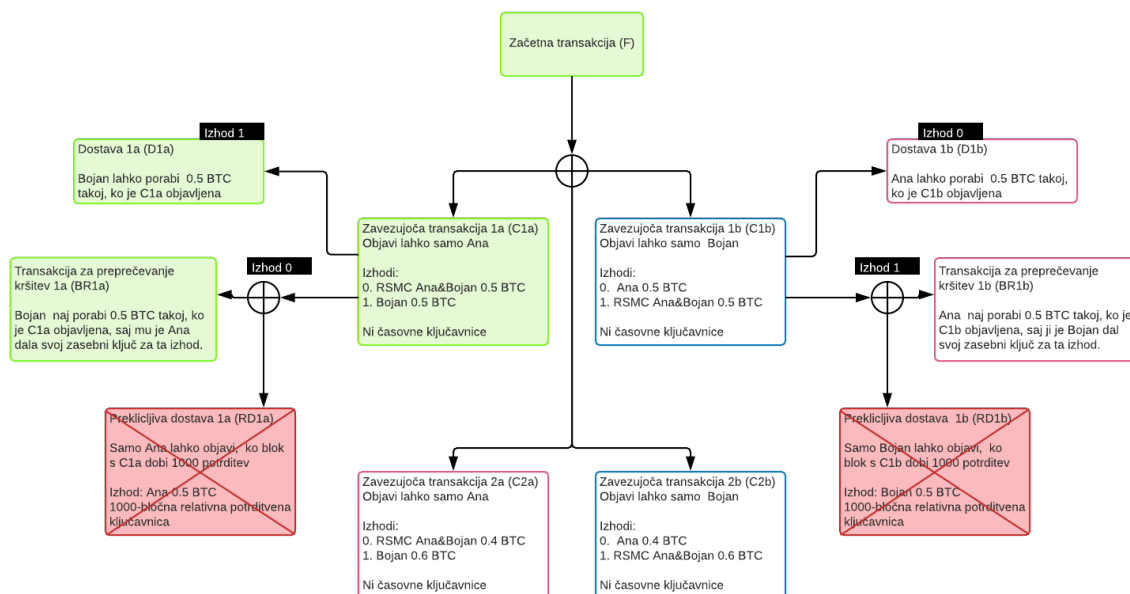 Začetna transakcija (F)
Izhod 1
Dostava 1a (D1a)
Bojan lahko porabi 0.5 BTC
takoj, ko je C1a objavljena
Izhod 0
Dostava 1b (D1b)
Ana lahko porabi 0.5 BTC takoj,
ko je C1b objavljena
Zavezujoča transakcija 1a (C1a)
Objavi lahko samo Ana
Izhodi:
0. RSMC Ana&Bojan 0.5 BTC
1. Bojan 0.5 BTC
Ni časovne ključavnice
Zavezujoča transakcija 1b (C1b)
Objavi lahko samo Bojan
Izhodi:
0. Ana 0.5 BTC
1. RSMC Ana&Bojan 0.5 BTC
Ni časovne ključavnice
Izhod 0
Transakcija za preprečevanje
kršitev 1a (BR1a)
Bojan naj porabi 0.5 BTC takoj, ko
je C1a objavljena, saj mu je Ana
dala svoj zasebni ključ za ta izhod.
Izhod 1
Transakcija za preprečevanje
kršitev 1b (BR1b)
Ana naj porabi 0.5 BTC takoj, ko je
C1b objavljena, saj ji je Bojan dal
svoj zasebni ključ za ta izhod.
Preklicljiva dostava 1a (RD1a)
Samo Ana lahko objavi, ko blok
s C1a dobi 1000 potrditev
Izhod: Ana 0.5 BTC
1000-bločna relativna potrditvena
ključavnica
Preklicljiva dostava 1b (RD1b)
Samo Bojan lahko objavi, ko
blok s C1b dobi 1000 potrditev
Izhod: Bojan 0.5 BTC
1000-bločna relativna potrditvena
ključavnica
Zavezujoča transakcija 2a (C2a)
Objavi lahko samo Ana
Izhodi:
0. RSMC Ana&Bojan 0.4 BTC
1. Bojan 0.6 BTC
Ni časovne ključavnice
Zavezujoča transakcija 2b (C2b)
Objavi lahko samo Bojan
Izhodi:
0. Ana 0.4 BTC
1. RSMC Ana&Bojan 0.6 BTC
Ni časovne ključavnice